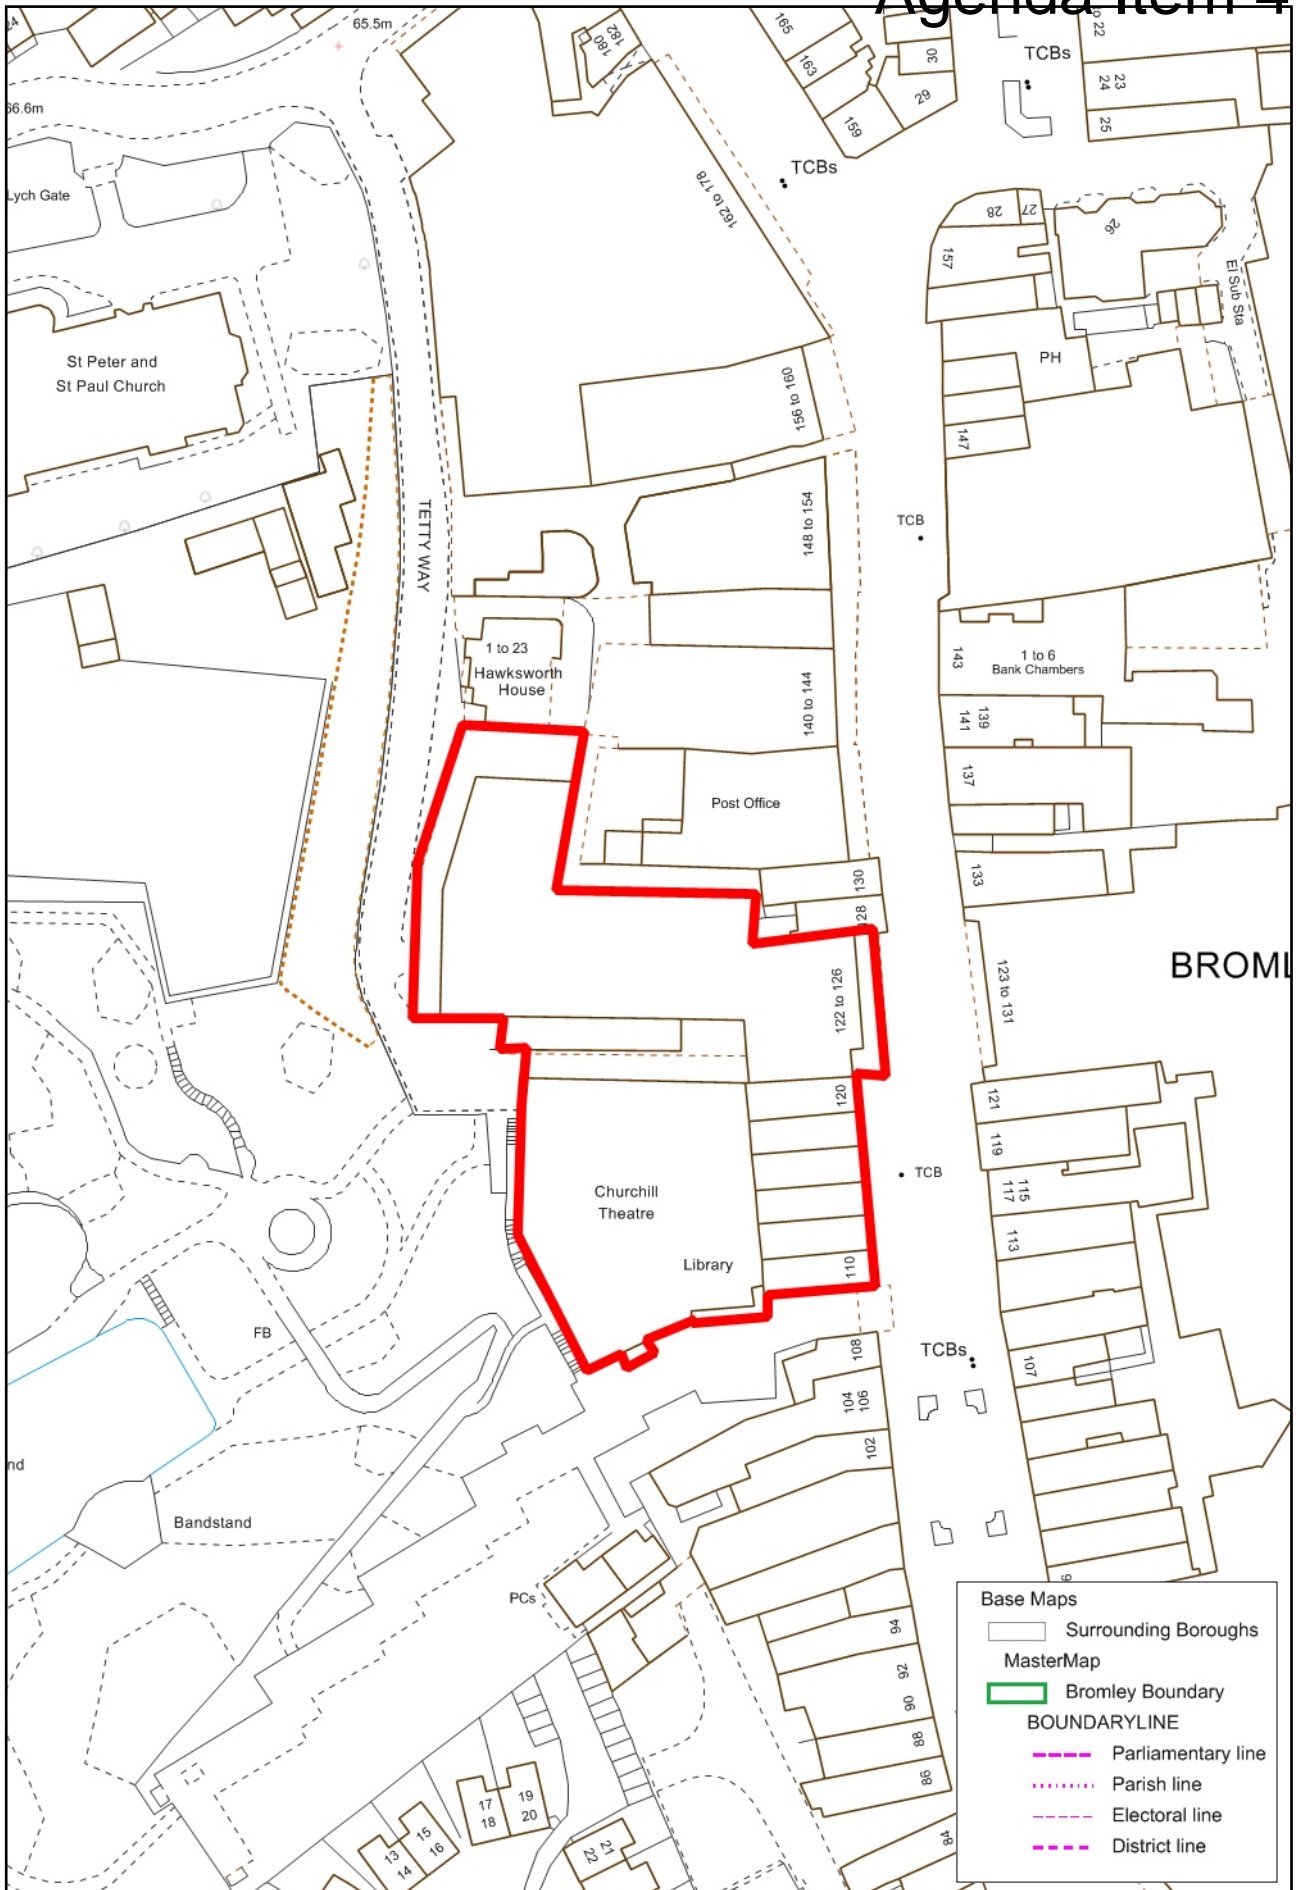 Agenda Item 4
24
65.5m
66.6m
180
182
165
163
159
30
29
TCBs
to 22
23
24
25
Lych Gate
TCBs
162 to 178
28
27
26
157
El Sub Sta
PH
147
St Peter and
St Paul Church
156 to 160
TETTY WAY
148 to 154
TCB
1 to 23
Hawksworth
House
140 to 144
143
1 to 6
Bank Chambers
139
141
137
Post Office
130
128
133
122 to 126
123 to 131
BROML
120
121
119
TCB
115
117
113
Churchill
Theatre
Library
110
FB
108
TCBs
107
104
106
102
nd
Bandstand
PCs
94
92
90
88
86
84
9
17
18
19
20
15
16
13
14
21
22
Base Maps
Surrounding Boroughs
MasterMap
Bromley Boundary
BOUNDARYLINE
Parliamentary line
Parish line
Electoral line
District line